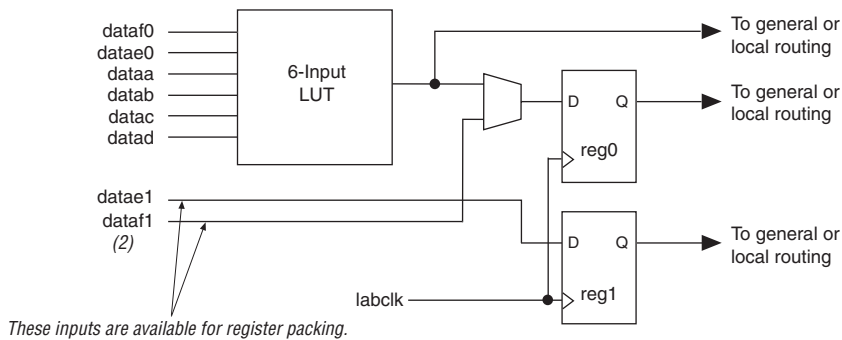 dataf0
datae0
dataa
datab
datac
datad
6-Input
LUT
To general or
local routing
D Q
reg0
To general or
local routing
datae1
dataf1
(2)
D Q
reg1
To general or
local routing
labclk
These inputs are available for register packing.